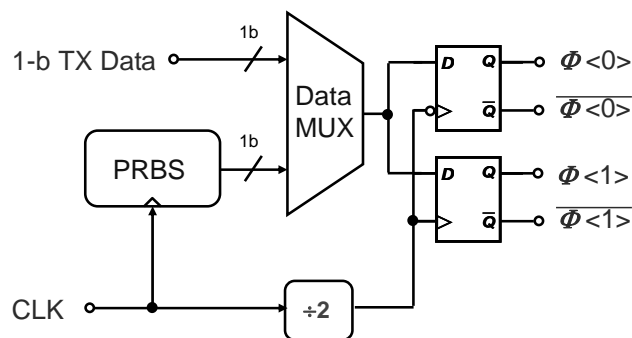 1-b TX Data
1b
Data
MUX
D
Q
Q̅
Φ<0>
Φ<0>
PRBS
1b
D
Q
Q̅
Φ<1>
Φ<1>
CLK
÷2